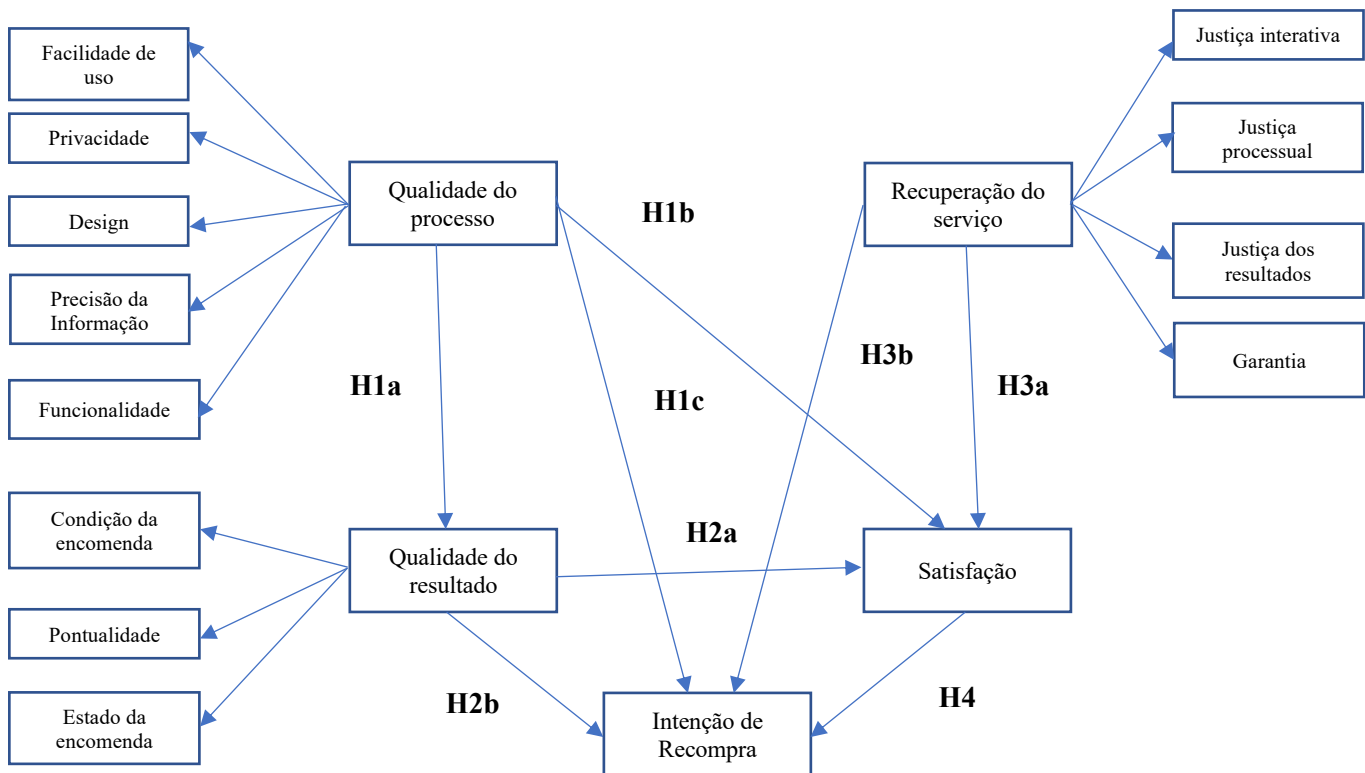 Facilidade de
uso
Privacidade
Design
Precisão da
Informação
Funcionalidade
Qualidade do
processo
H1b
Recuperação do
serviço
Justiça interativa
Justiça
processual
Justiça dos
resultados
Garantia
H1a
H1c
H3b
H3a
Condição da
encomenda
Pontualidade
Estado da
encomenda
Qualidade do
resultado
H2a
Satisfação
H2b
Intenção de
Recompra
H4